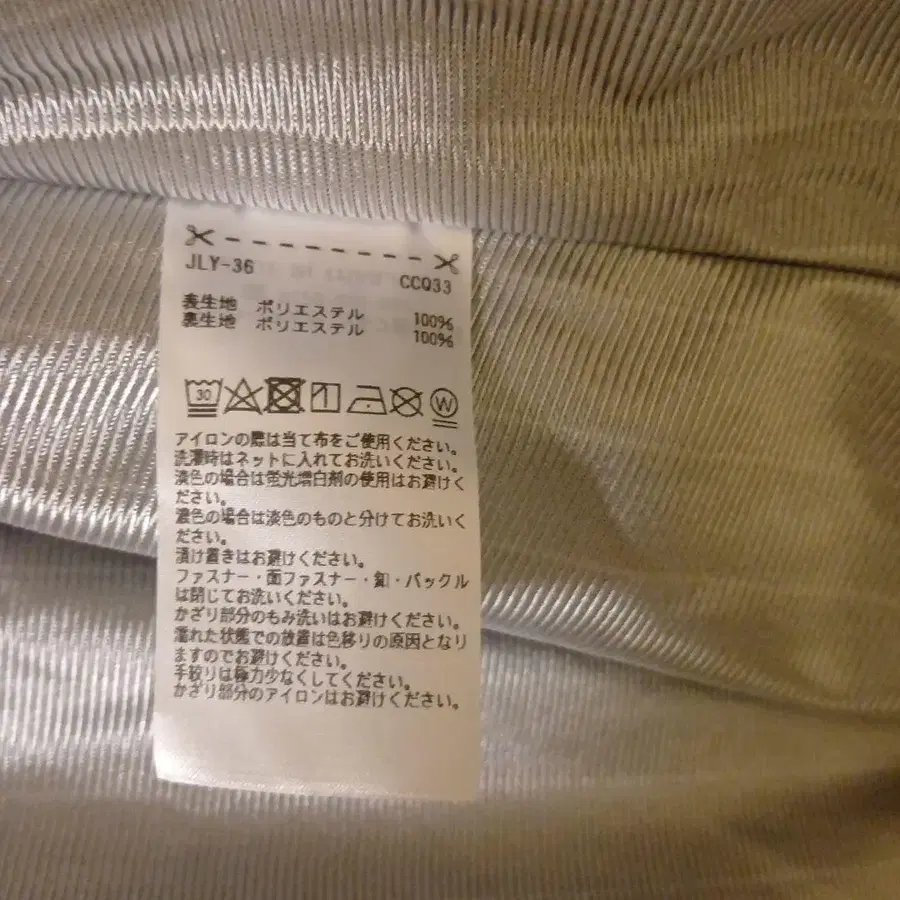 JLY-36
CCQ33
表生地 ポリエステル 100%
裏生地 ポリエステル 100%
30
W
アイロンの際は当て布をご使用ください。
洗濯時はネットに入れてお洗いください。
淡色の場合は蛍光増白剤の使用はお避けく
ださい。
濃色の場合は淡色のものと分けてお洗いく
ださい。
漬け置きはお避けください。
ファスナー・面ファスナー・釦・バックル
は閉じてお洗いください。
かざり部分のもみ洗いはお避けください。
濡れた状態での放置は色移りの原因となり
ますのでお避けください。
手絞りは極力少なくしてください。
かざり部分のアイロンはお避けください。